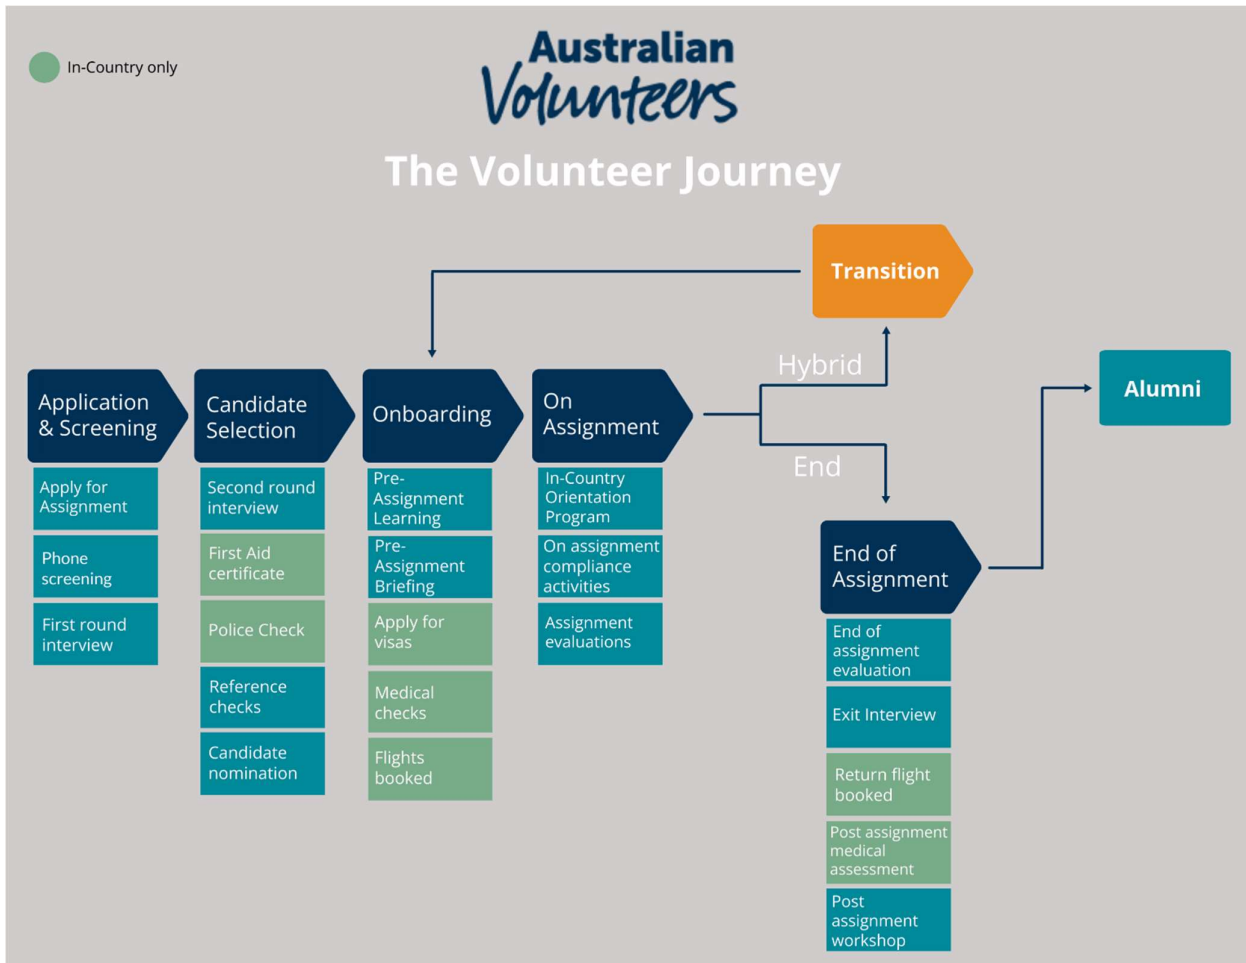 In-Country only
Australian
Volunteers
The Volunteer Journey
Transition
Hybrid
End
Alumni
Application
& Screening
Apply for
Assignment
Phone
screening
First round
interview
Candidate
Selection
Second round
interview
First Aid
certificate
Police Check
Reference
checks
Candidate
nomination
Onboarding
Pre-
Assignment
Learning
Pre-
Assignment
Briefing
Apply for
visas
Medical
checks
Flights
booked
On
Assignment
In-Country
Orientation
Program
On assignment
compliance
activities
Assignment
evaluations
End of
Assignment
End of
assignment
evaluation
Exit Interview
Return flight
booked
Post assignment
medical
assessment
Post
assignment
workshop